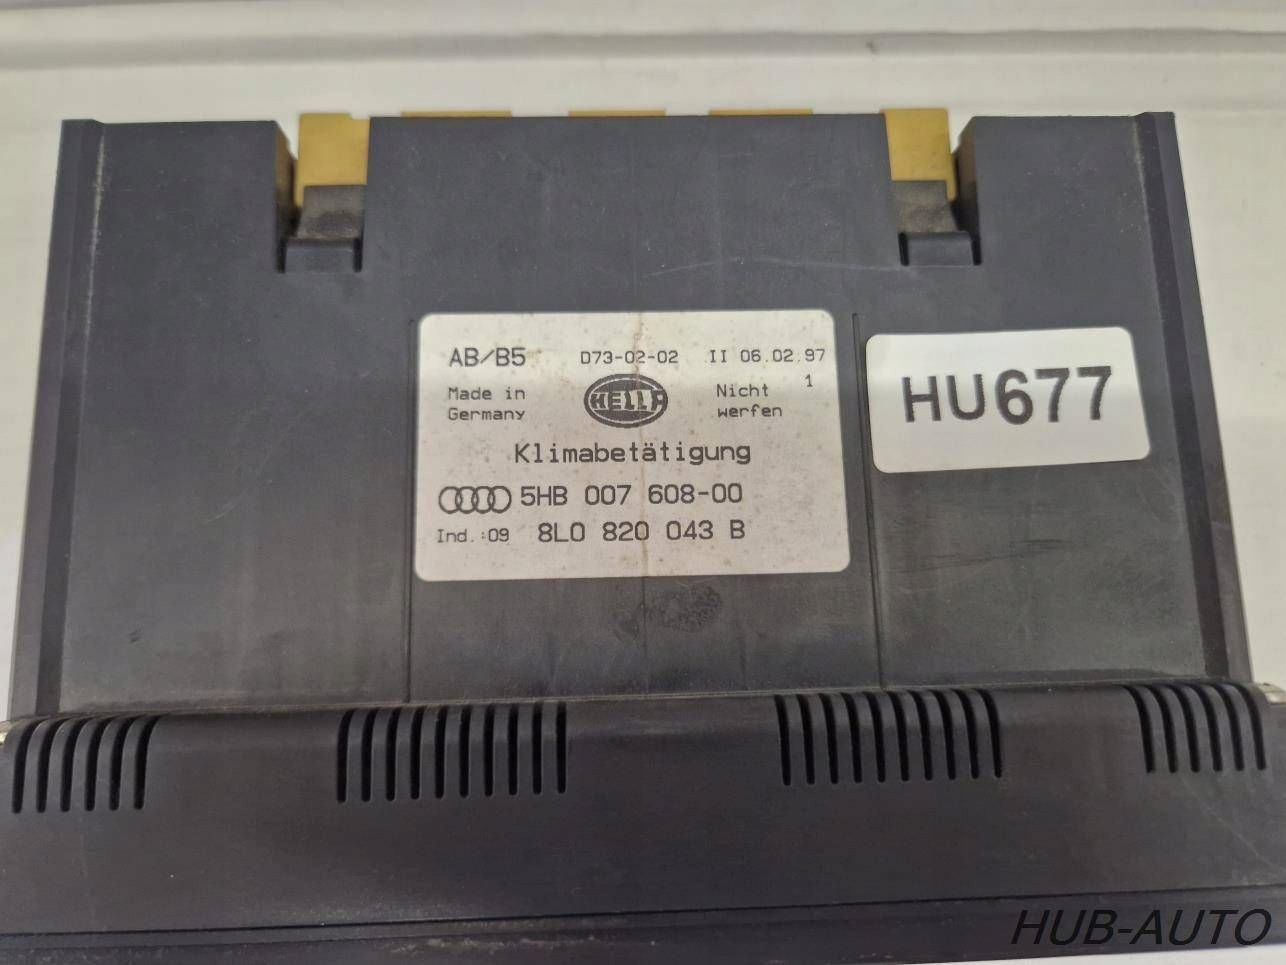 AB/B5 D73-02-02 II 06.02.97
Made in Germany
HELLA
Nicht werfen
1
Klimabetätigung
5HB 007 608-00
Ind.:09 8L0 820 043 B
HU677
HUB-AUTO